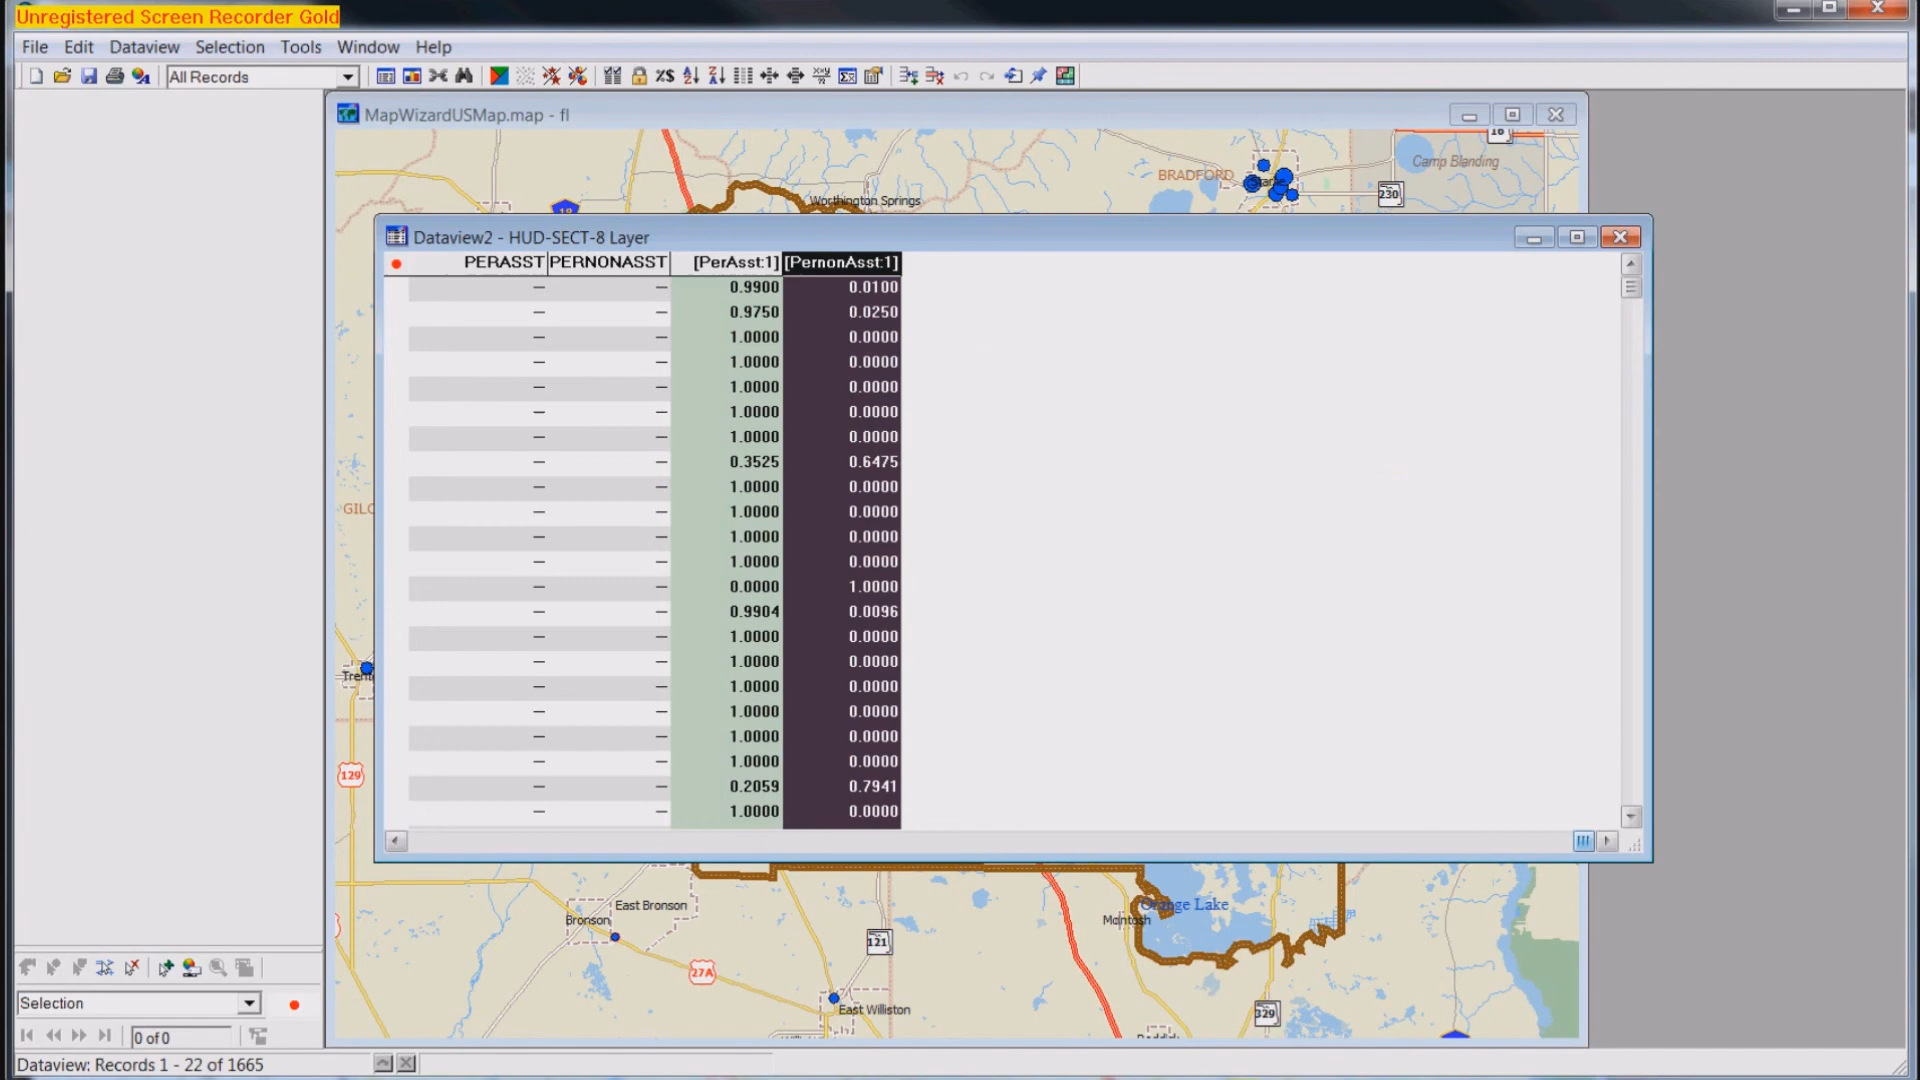 Unregistered Screen Recorder Gold
File Edit Dataview Selection Tools Window Help
All Records
MapWizardUSMap.map - fl
16
Camp Blanding
BRADFORD
Starke
230
Worthington Springs
18
Dataview2 - HUD-SECT-8 Layer
PERASST PERNONASST [PerAsst:1] [PernonAsst:1]
— — 0.9900 0.0100
— — 0.9750 0.0250
— — 1.0000 0.0000
— — 1.0000 0.0000
— — 1.0000 0.0000
— — 1.0000 0.0000
— — 1.0000 0.0000
— — 0.3525 0.6475
— — 1.0000 0.0000
— — 1.0000 0.0000
— — 1.0000 0.0000
— — 1.0000 0.0000
— — 0.0000 1.0000
— — 0.9904 0.0096
— — 1.0000 0.0000
— — 1.0000 0.0000
— — 1.0000 0.0000
— — 1.0000 0.0000
— — 1.0000 0.0000
— — 1.0000 0.0000
— — 0.2059 0.7941
— — 1.0000 0.0000
GILC
Trent
129
East Bronson
Bronson
121
27A
McIntosh
Orange Lake
East Williston
329
Selection
0 of 0
Dataview: Records 1 - 22 of 1665